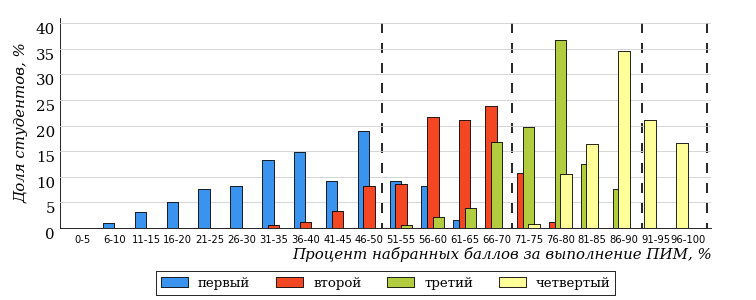 40
35
30
25
20
15
10
5
0
Доля студентов, %
0-5 6-10 11-15 16-20 21-25 26-30 31-35 36-40 41-45 46-50 51-55 56-60 61-65 66-70 71-75 76-80 81-85 86-90 91-95 96-100
Процент набранных баллов за выполнение ПИМ, %
первый второй третий четвертый